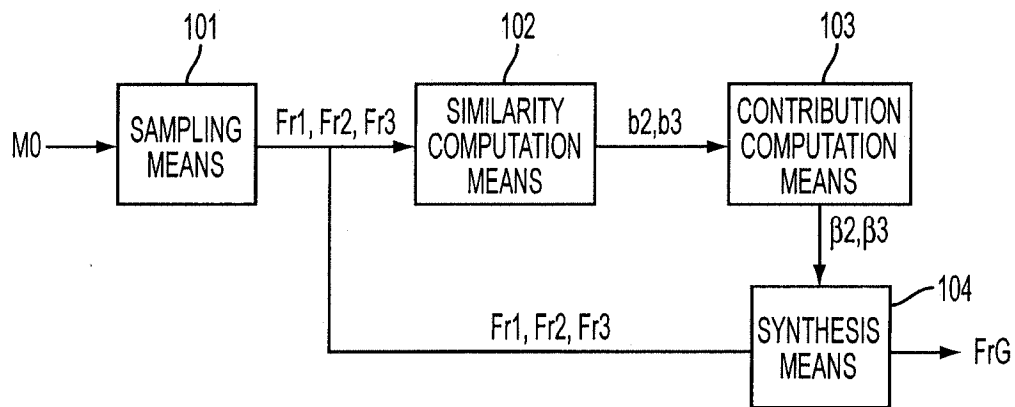 101
102
103
M0
SAMPLING
MEANS
Fr1, Fr2, Fr3
SIMILARITY
COMPUTATION
MEANS
b2,b3
CONTRIBUTION
COMPUTATION
MEANS
β2,β3
104
Fr1, Fr2, Fr3
SYNTHESIS
MEANS
FrG